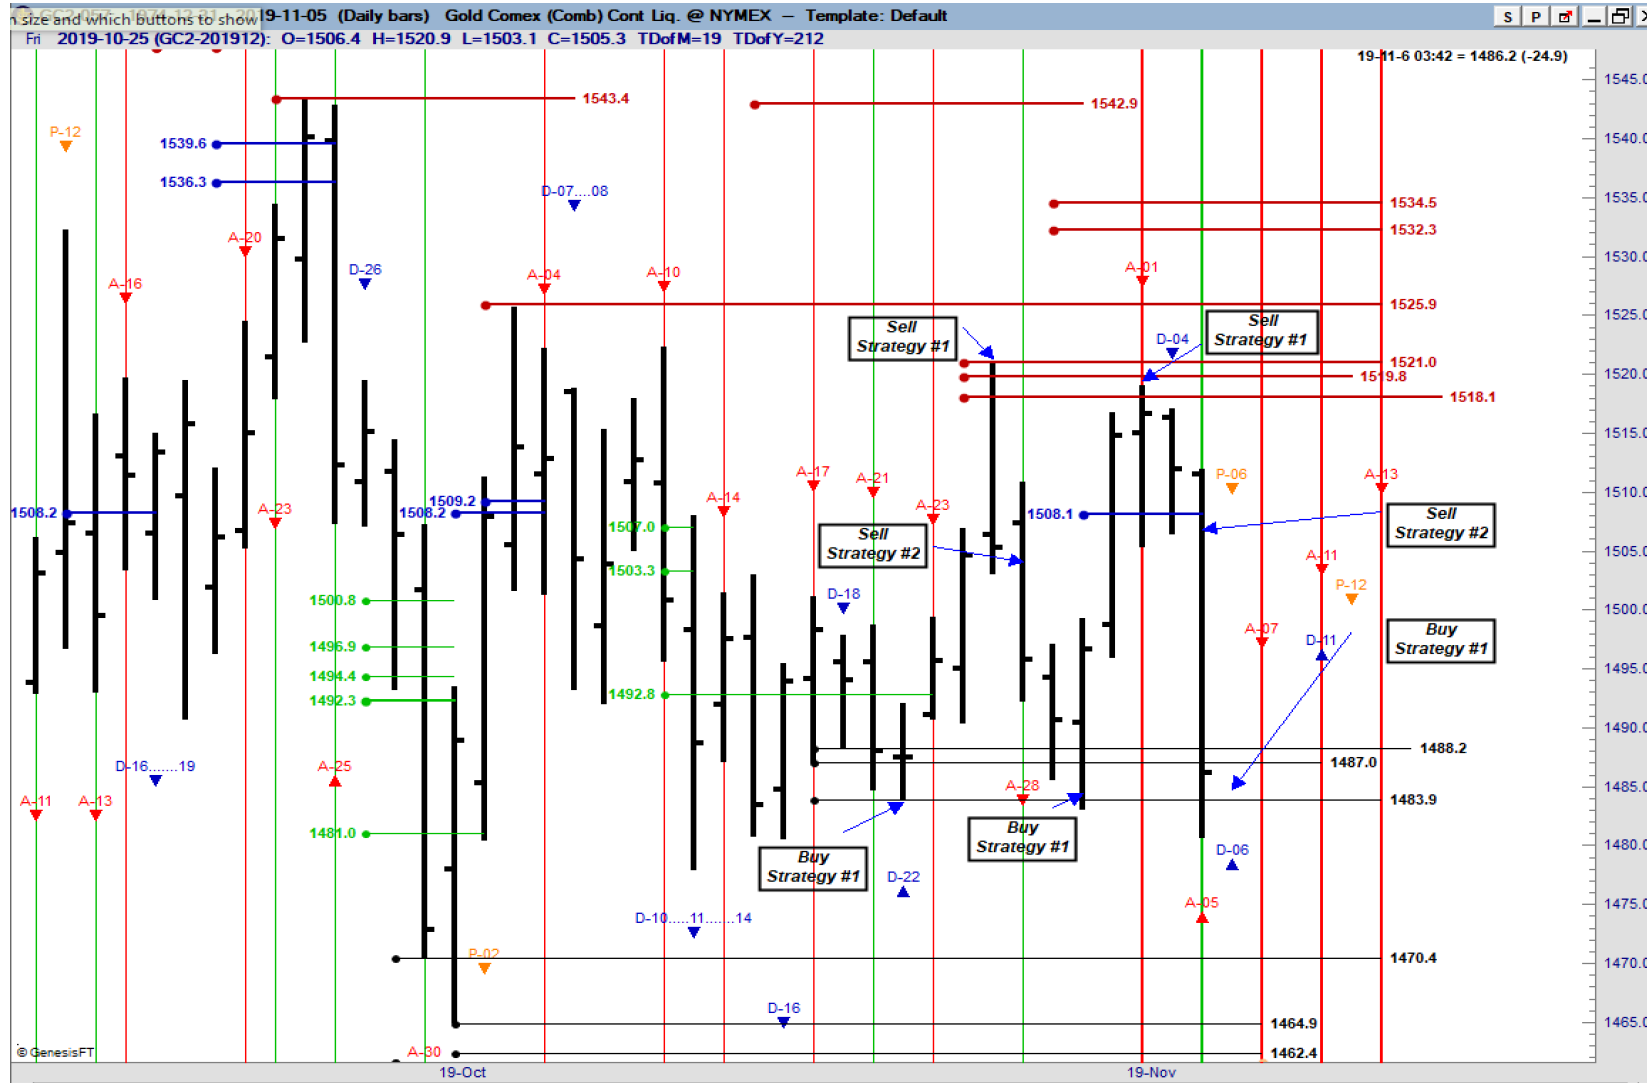 n size and which buttons to show
2019-11-05 (Daily bars) Gold Comex (Comb) Cont Liq. @ NYMEX – Template: Default
S P
Fri 2019-10-25 (GC2-201912): O=1506.4 H=1520.9 L=1503.1 C=1505.3 TDofM=19 TDofY=212
19-11-6 03:42 = 1486.2 (-24.9)
1545.0
1543.4
1542.9
P-12
1539.6
1540.0
1536.3
D-07....08
1535.0
1534.5
1532.3
A-20
1530.0
D-26
A-16
A-04
A-10
A-01
1525.9
1525.0
Sell
Strategy #1
Sell
Strategy #1
D-04
1521.0
1519.8
1520.0
1518.1
1515.0
1508.2
A-23
1509.2
1508.2
1507.0
1503.3
A-14
A-17
A-21
A-23
1508.1
P-06
A-13
1510.0
Sell
Strategy #2
Sell
Strategy #2
1505.0
A-11
P-12
1500.8
D-18
1500.0
1496.9
A-07
D-11
Buy
Strategy #1
1494.4
1492.3
1492.8
1495.0
1490.0
1488.2
1487.0
D-16.......19
A-25
A-28
1485.0
1483.9
A-11
A-13
1481.0
Buy
Strategy #1
1480.0
Buy
Strategy #1
D-06
D-22
A-05
1475.0
D-10.....11.......14
P-02
1470.4
1470.0
D-16
1464.9
1465.0
© GenesisFT
A-30
1462.4
19-Oct
19-Nov